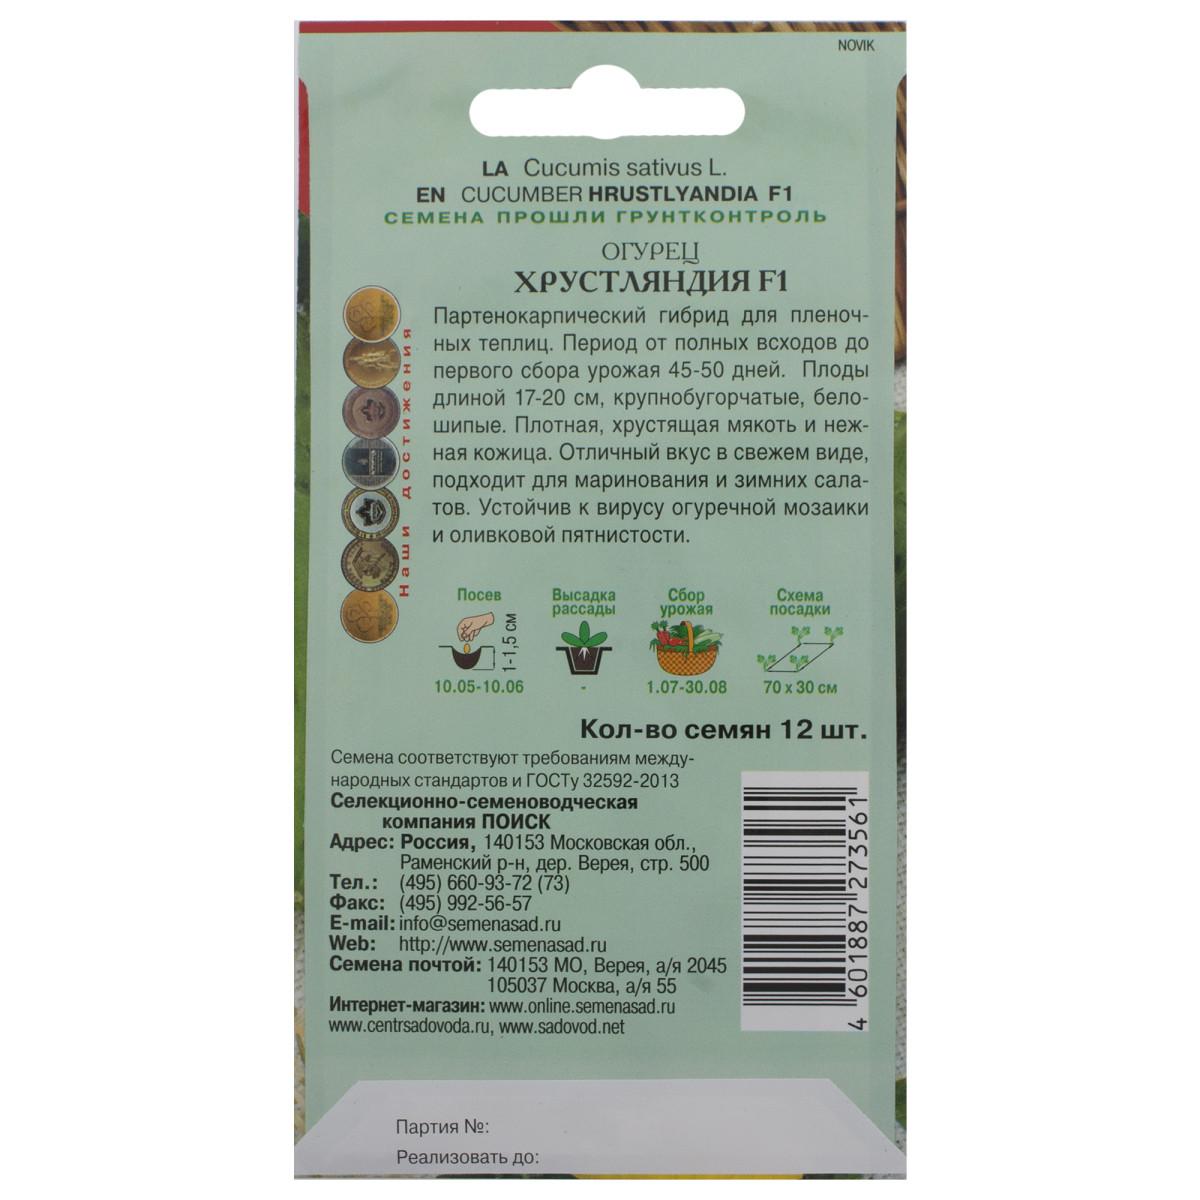 NOVIK
LA Cucumis sativus L.
EN CUCUMBER HRUSTLYANDIA F1
СЕМЕНА ПРОШЛИ ГРУНТКОНТРОЛЬ
ОГУРЕЦ
ХРУСТЛЯНДИЯ F1
Наши достижения
Партенокарпический гибрид для пленоч-
ных теплиц. Период от полных всходов до
первого сбора урожая 45-50 дней. Плоды
длиной 17-20 см, крупнобугорчатые, бело-
шипые. Плотная, хрустящая мякоть и неж-
ная кожица. Отличный вкус в свежем виде,
подходит для маринования и зимних сала-
тов. Устойчив к вирусу огуречной мозаики
и оливковой пятнистости.
Посев
1-1,5 см
10.05-10.06
Высадка
рассады
-
Сбор
урожая
1.07-30.08
Схема
посадки
70 x 30 см
Кол-во семян 12 шт.
Семена соответствуют требованиям между-
народных стандартов и ГОСТу 32592-2013
Селекционно-семеноводческая
компания ПОИСК
Адрес: Россия, 140153 Московская обл.,
Раменский р-н, дер. Верея, стр. 500
Тел.: (495) 660-93-72 (73)
Факс: (495) 992-56-57
E-mail: info@semenasad.ru
Web: http://www.semenasad.ru
Семена почтой: 140153 МО, Верея, а/я 2045
105037 Москва, а/я 55
Интернет-магазин: www.online.semenasad.ru
www.centrsadovoda.ru, www.sadovod.net
4 601887 273561
Партия №:
Реализовать до: